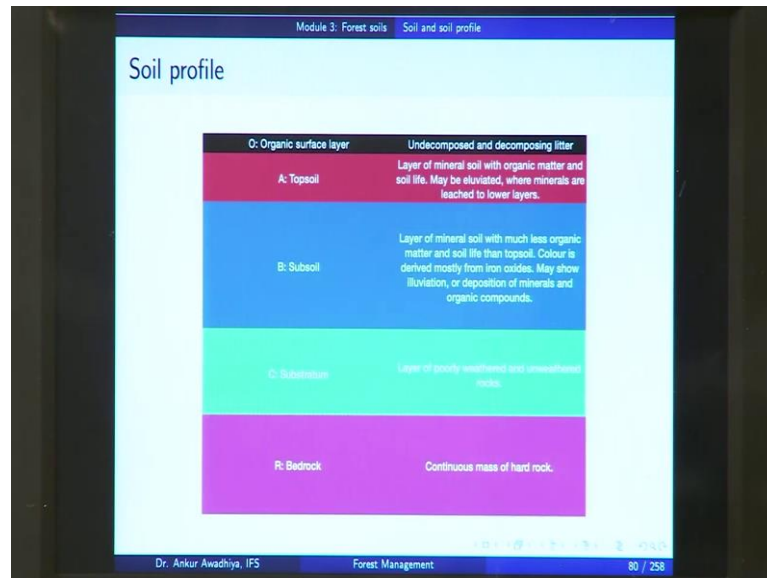 Module 3: Forest soils Soil and soil profile
Soil profile
O: Organic surface layer Undecomposed and decomposing litter
A: Topsoil Layer of mineral soil with organic matter and
soil life. May be eluviated, where minerals are
leached to lower layers.
B: Subsoil Layer of mineral soil with much less organic
matter and soil life than topsoil. Colour is
derived mostly from iron oxides. May show
illuviation, or deposition of minerals and
organic compounds.
C: Substratum Layer of poorly weathered and unweathered
rocks.
R: Bedrock Continuous mass of hard rock.
Dr. Ankur Awadhiya, IFS Forest Management 80 / 258